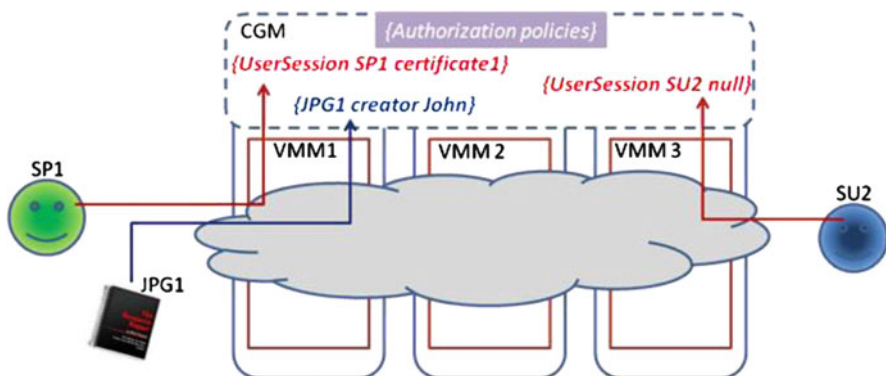 CGM
{Authorization policies}
{UserSession SP1 certificate1}
{UserSession SU2 null}
{JPG1 creator John}
VMM1
VMM 2
VMM 3
SP1
SU2
JPG1